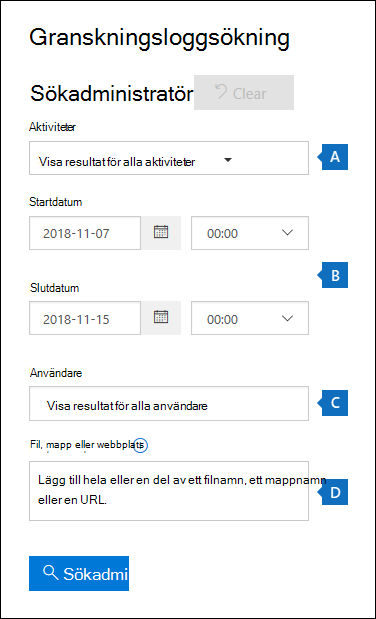 Granskningsloggsökning
Sökadministratör Clear
Aktiviteter
Visa resultat för alla aktiviteter
A
Startdatum
2018-11-07 00:00
B
Slutdatum
2018-11-15 00:00
Användare
Visa resultat för alla användare
C
Fil, mapp eller webbplats
Lägg till hela eller en del av ett filnamn, ett mappnamn
eller en URL.
D
Sökadmi